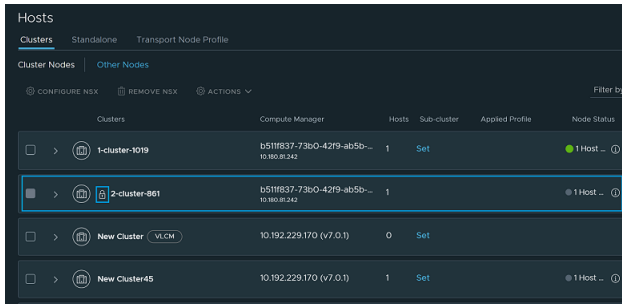 Hosts
Clusters Standalone Transport Node Profile
Cluster Nodes Other Nodes
CONFIGURE NSX REMOVE NSX ACTIONS Filter by
Clusters Compute Manager Hosts Sub-cluster Applied Profile Node Status
1-cluster-1019 b511f837-73b0-42f9-ab5b-... 1 Set 1 Host ...
10.180.81.242
2-cluster-861 b511f837-73b0-42f9-ab5b-... 1 1 Host ...
10.180.81.242
New Cluster VLCM 10.192.229.170 (v7.0.1) 0 Set
New Cluster45 10.192.229.170 (v7.0.1) 1 Set 1 Host ...